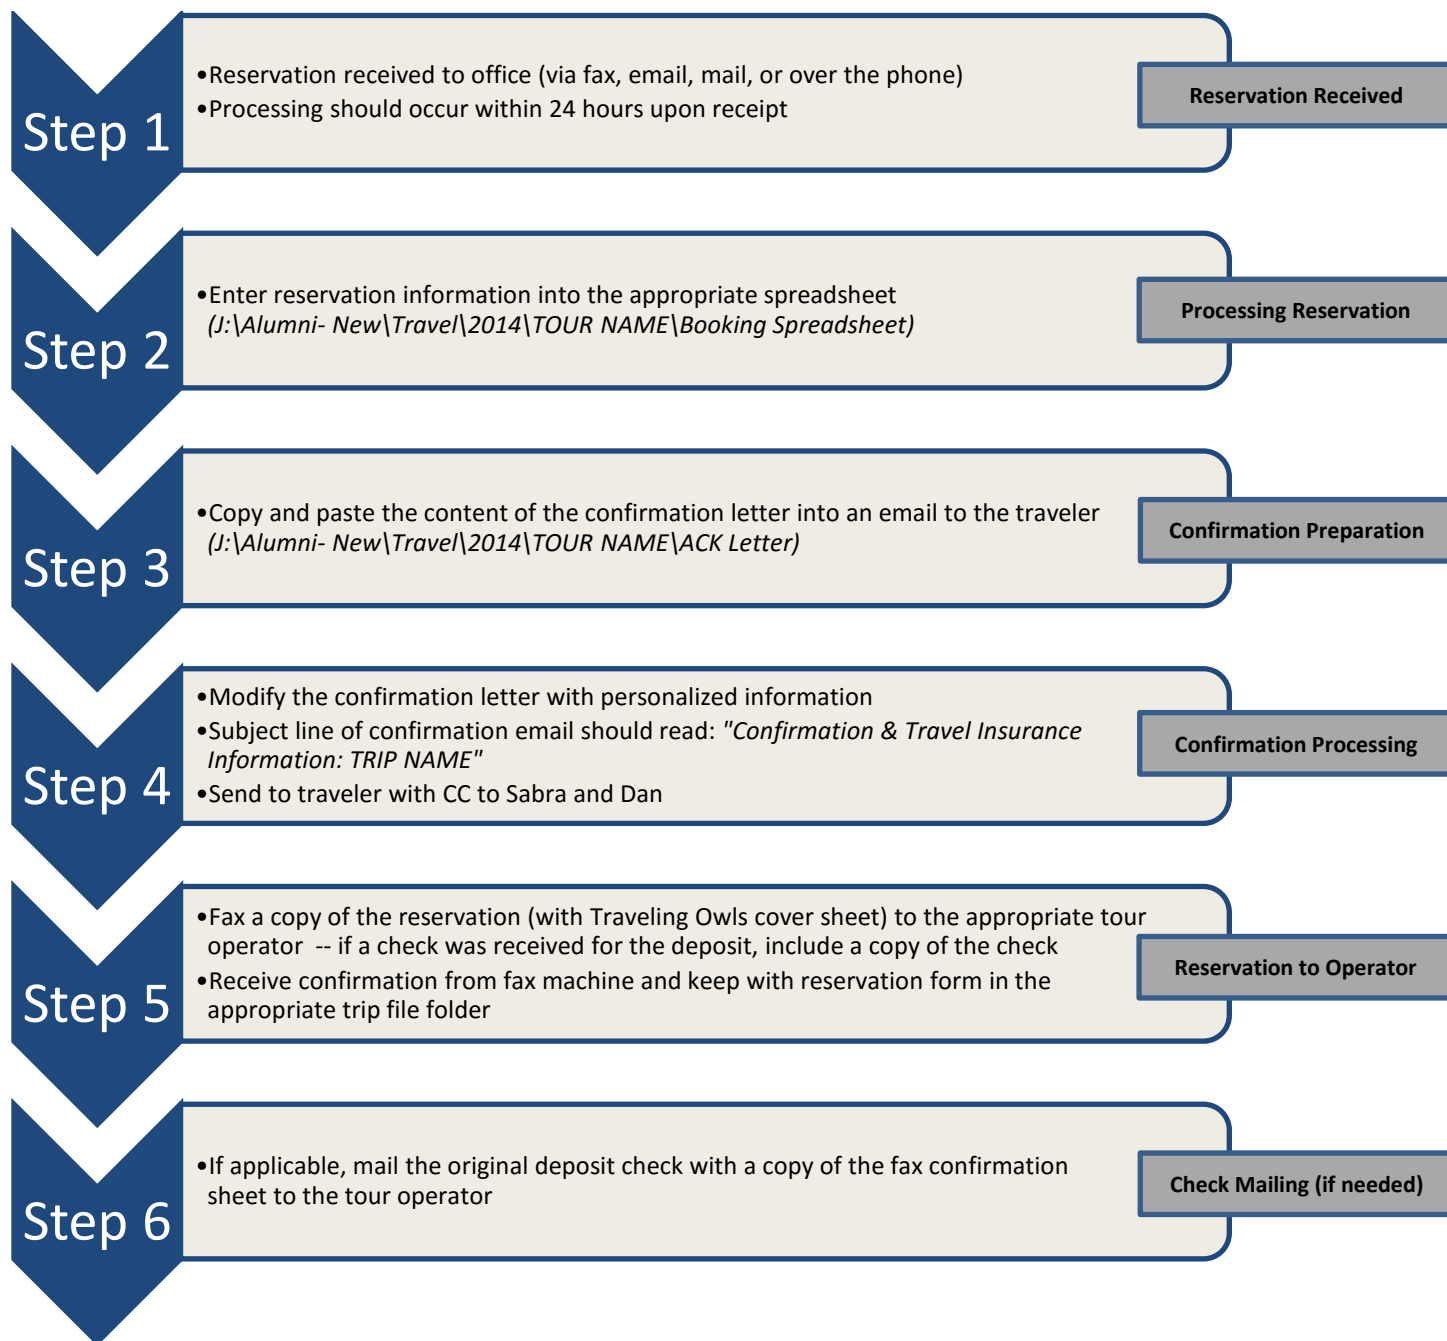 Step 1
•Reservation received to office (via fax, email, mail, or over the phone)
•Processing should occur within 24 hours upon receipt
Reservation Received
Step 2
•Enter reservation information into the appropriate spreadsheet
(J:\Alumni- New\Travel\2014\TOUR NAME\Booking Spreadsheet)
Processing Reservation
Step 3
•Copy and paste the content of the confirmation letter into an email to the traveler
(J:\Alumni- New\Travel\2014\TOUR NAME\ACK Letter)
Confirmation Preparation
Step 4
•Modify the confirmation letter with personalized information
•Subject line of confirmation email should read: "Confirmation & Travel Insurance
Information: TRIP NAME"
•Send to traveler with CC to Sabra and Dan
Confirmation Processing
Step 5
•Fax a copy of the reservation (with Traveling Owls cover sheet) to the appropriate tour
operator -- if a check was received for the deposit, include a copy of the check
•Receive confirmation from fax machine and keep with reservation form in the
appropriate trip file folder
Reservation to Operator
Step 6
•If applicable, mail the original deposit check with a copy of the fax confirmation
sheet to the tour operator
Check Mailing (if needed)